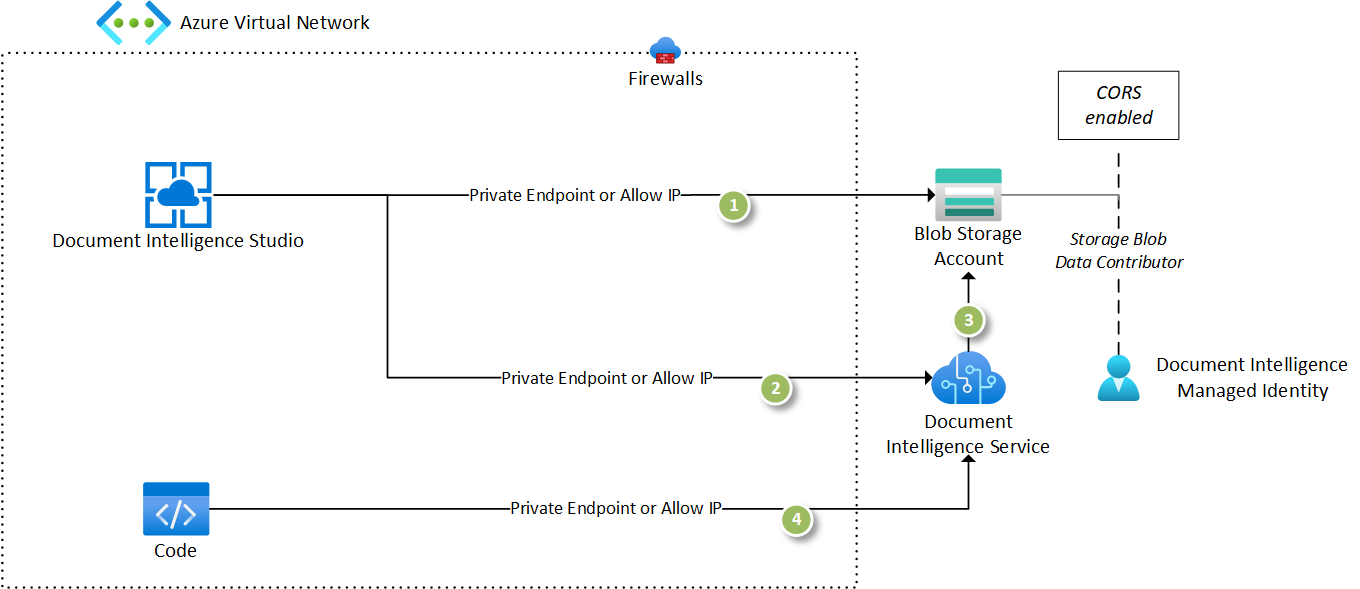 Azure Virtual Network
Firewalls
CORS
enabled
Private Endpoint or Allow IP
1
Document Intelligence Studio
Blob Storage
Account
Storage Blob
Data Contributor
3
Private Endpoint or Allow IP
2
Document Intelligence
Managed Identity
Document
Intelligence Service
Private Endpoint or Allow IP
4
Code